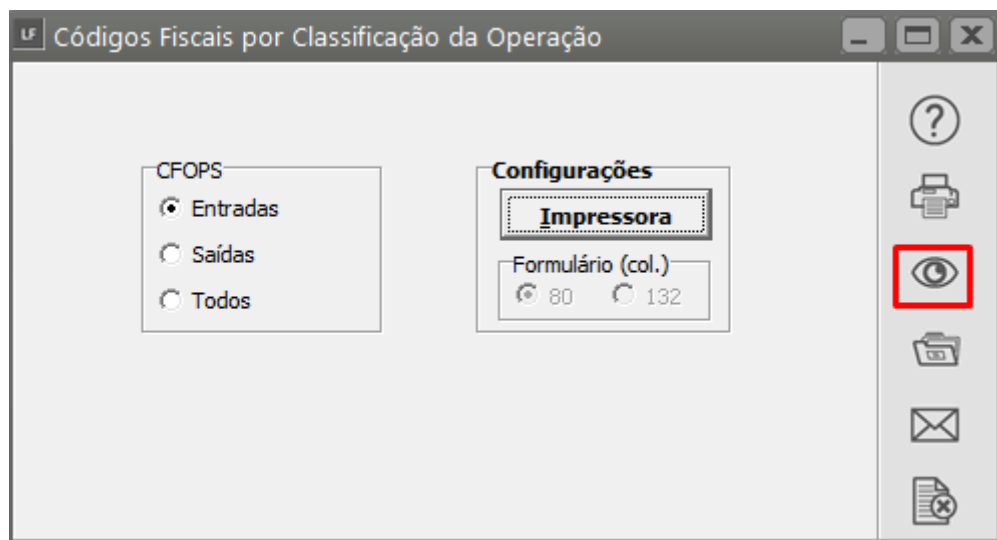 LF Códigos Fiscais por Classificação da Operação
CFOPS
Entradas
Saídas
Todos
Configurações
Impressora
Formulário (col.)
80 132